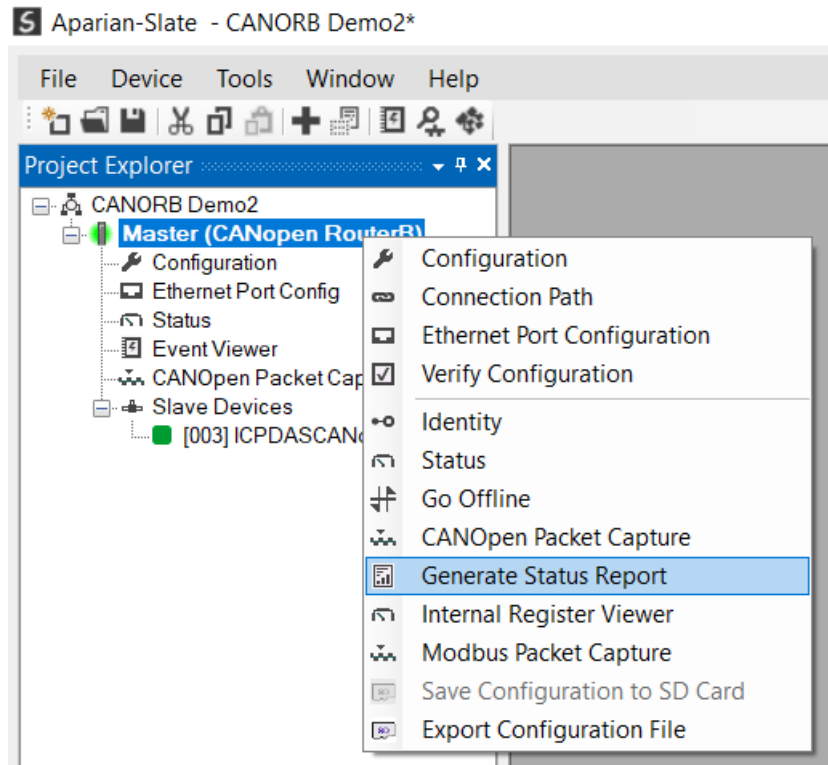 S Aparian-Slate - CANORB Demo2*
File Device Tools Window Help
Project Explorer
CANORB Demo2
Master (CANopen RouterB)
Configuration
Ethernet Port Config
Status
Event Viewer
CANOpen Packet Cap
Slave Devices
[003] ICPDASCAN
Configuration
Connection Path
Ethernet Port Configuration
Verify Configuration
Identity
Status
Go Offline
CANOpen Packet Capture
Generate Status Report
Internal Register Viewer
Modbus Packet Capture
Save Configuration to SD Card
Export Configuration File